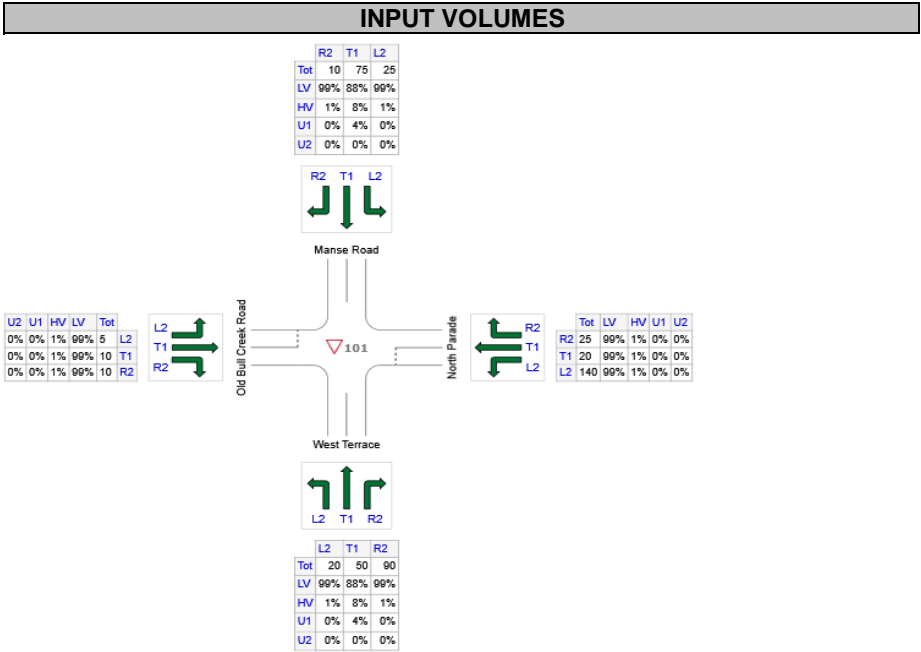 INPUT VOLUMES
R2 T1 L2
Tot 10 75 25
LV 99% 88% 99%
HV 1% 8% 1%
U1 0% 4% 0%
U2 0% 0% 0%
R2 T1 L2
Manse Road
U2 U1 HV LV Tot
0% 0% 1% 99% 5 L2
0% 0% 1% 99% 10 T1
0% 0% 1% 99% 10 R2
L2
T1
R2
Old Bull Creek Road
101
North Parade
R2
T1
L2
Tot LV HV U1 U2
R2 25 99% 1% 0% 0%
T1 20 99% 1% 0% 0%
L2 140 99% 1% 0% 0%
West Terrace
L2 T1 R2
L2 T1 R2
Tot 20 50 90
LV 99% 88% 99%
HV 1% 8% 1%
U1 0% 4% 0%
U2 0% 0% 0%